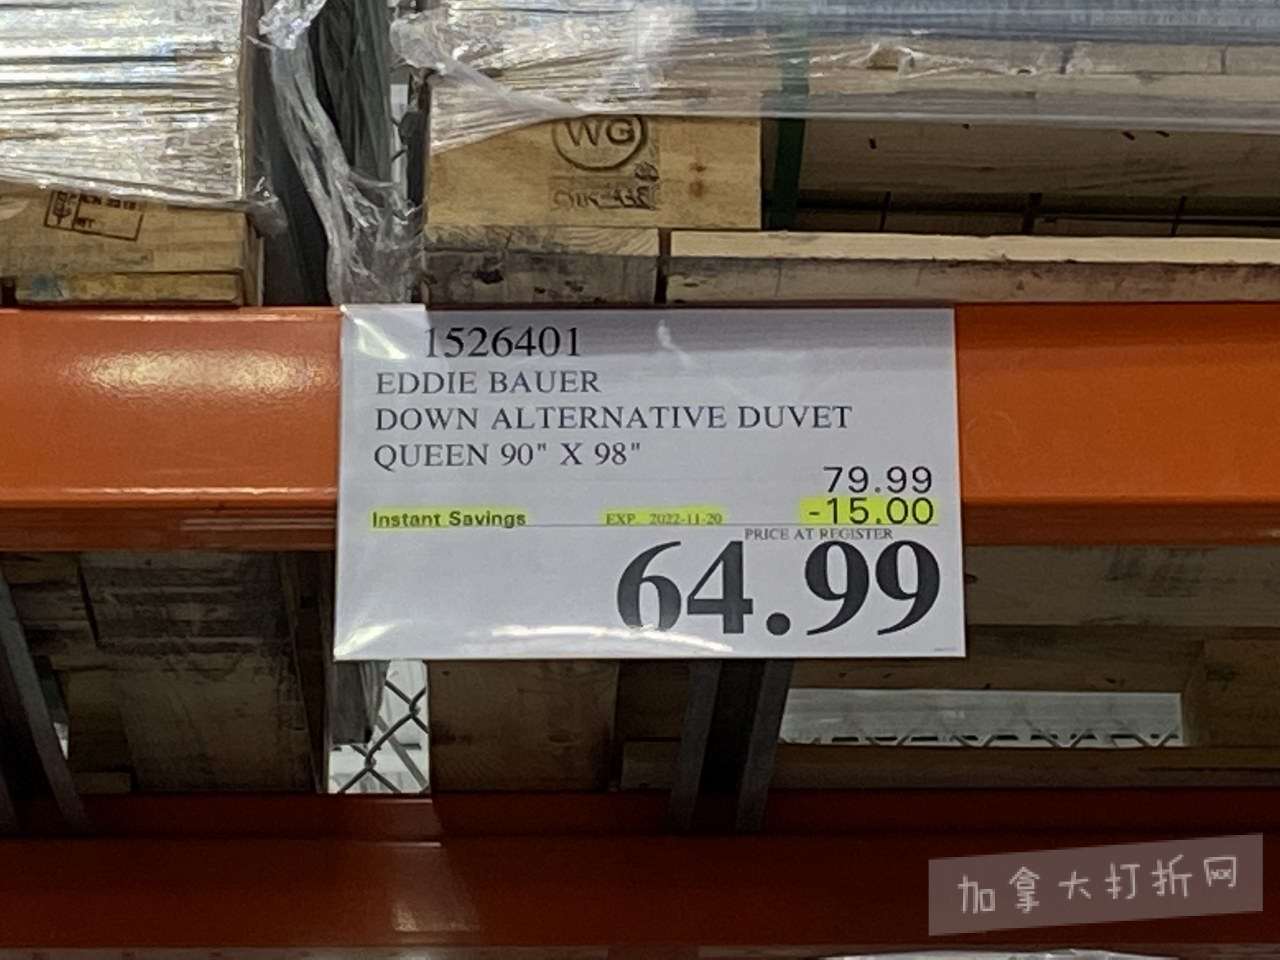 WG
1526401
EDDIE BAUER
DOWN ALTERNATIVE DUVET
QUEEN 90" X 98"
79.99
Instant Savings EXP. 2022-11-20 -15.00
PRICE AT REGISTER
64.99
加拿大打折网